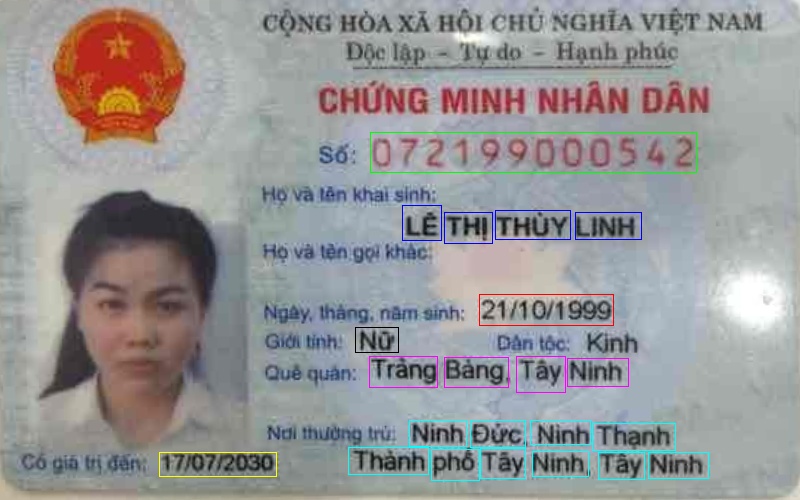 CỘNG HÒA XÃ HỘI CHỦ NGHĨA VIỆT NAM
Độc lập - Tự do - Hạnh phúc
CHỨNG MINH NHÂN DÂN
Số: 072199000542
Họ và tên khai sinh:
LÊ THỊ THÙY LINH
Họ và tên gọi khác:
Ngày, tháng, năm sinh: 21/10/1999
Giới tính: Nữ Dân tộc: Kinh
Quê quán: Trảng Bàng, Tây Ninh
Nơi thường trú: Ninh Đức, Ninh Thạnh
Thành phố Tây Ninh, Tây Ninh
Có giá trị đến: 17/07/2030